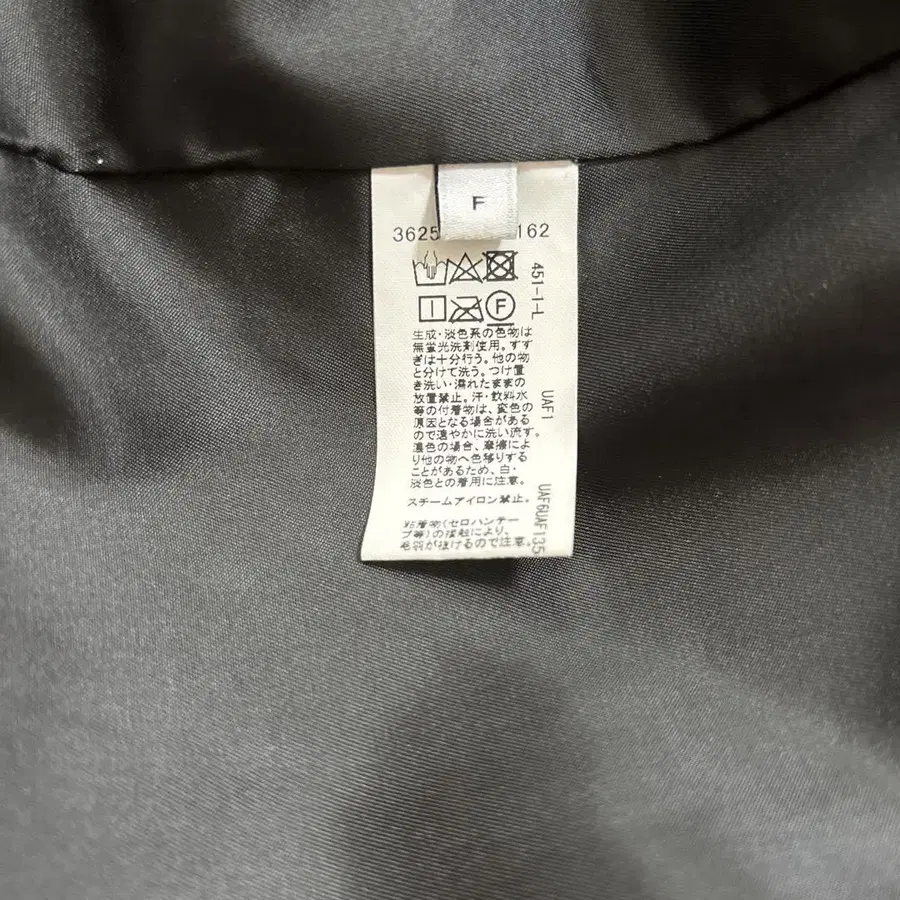 F
3625
162
F
451-1-L
生成・淡色系の色物は
無蛍光洗剤使用。すす
ぎは十分行う。他の物
と分けて洗う。つけ置
き洗い・濡れたままの
放置禁止。汗・飲料水
等の付着物は、変色の
原因となる場合がある
ので速やかに洗い流す。
濃色の場合、摩擦によ
り他の物へ色移りする
ことがあるため、白・
淡色との着用に注意。
スチームアイロン禁止。
粘着物(セロハンテー
プ等)の接触により、
毛羽が抜けるので注意。
UAF1
UAF6UAF135